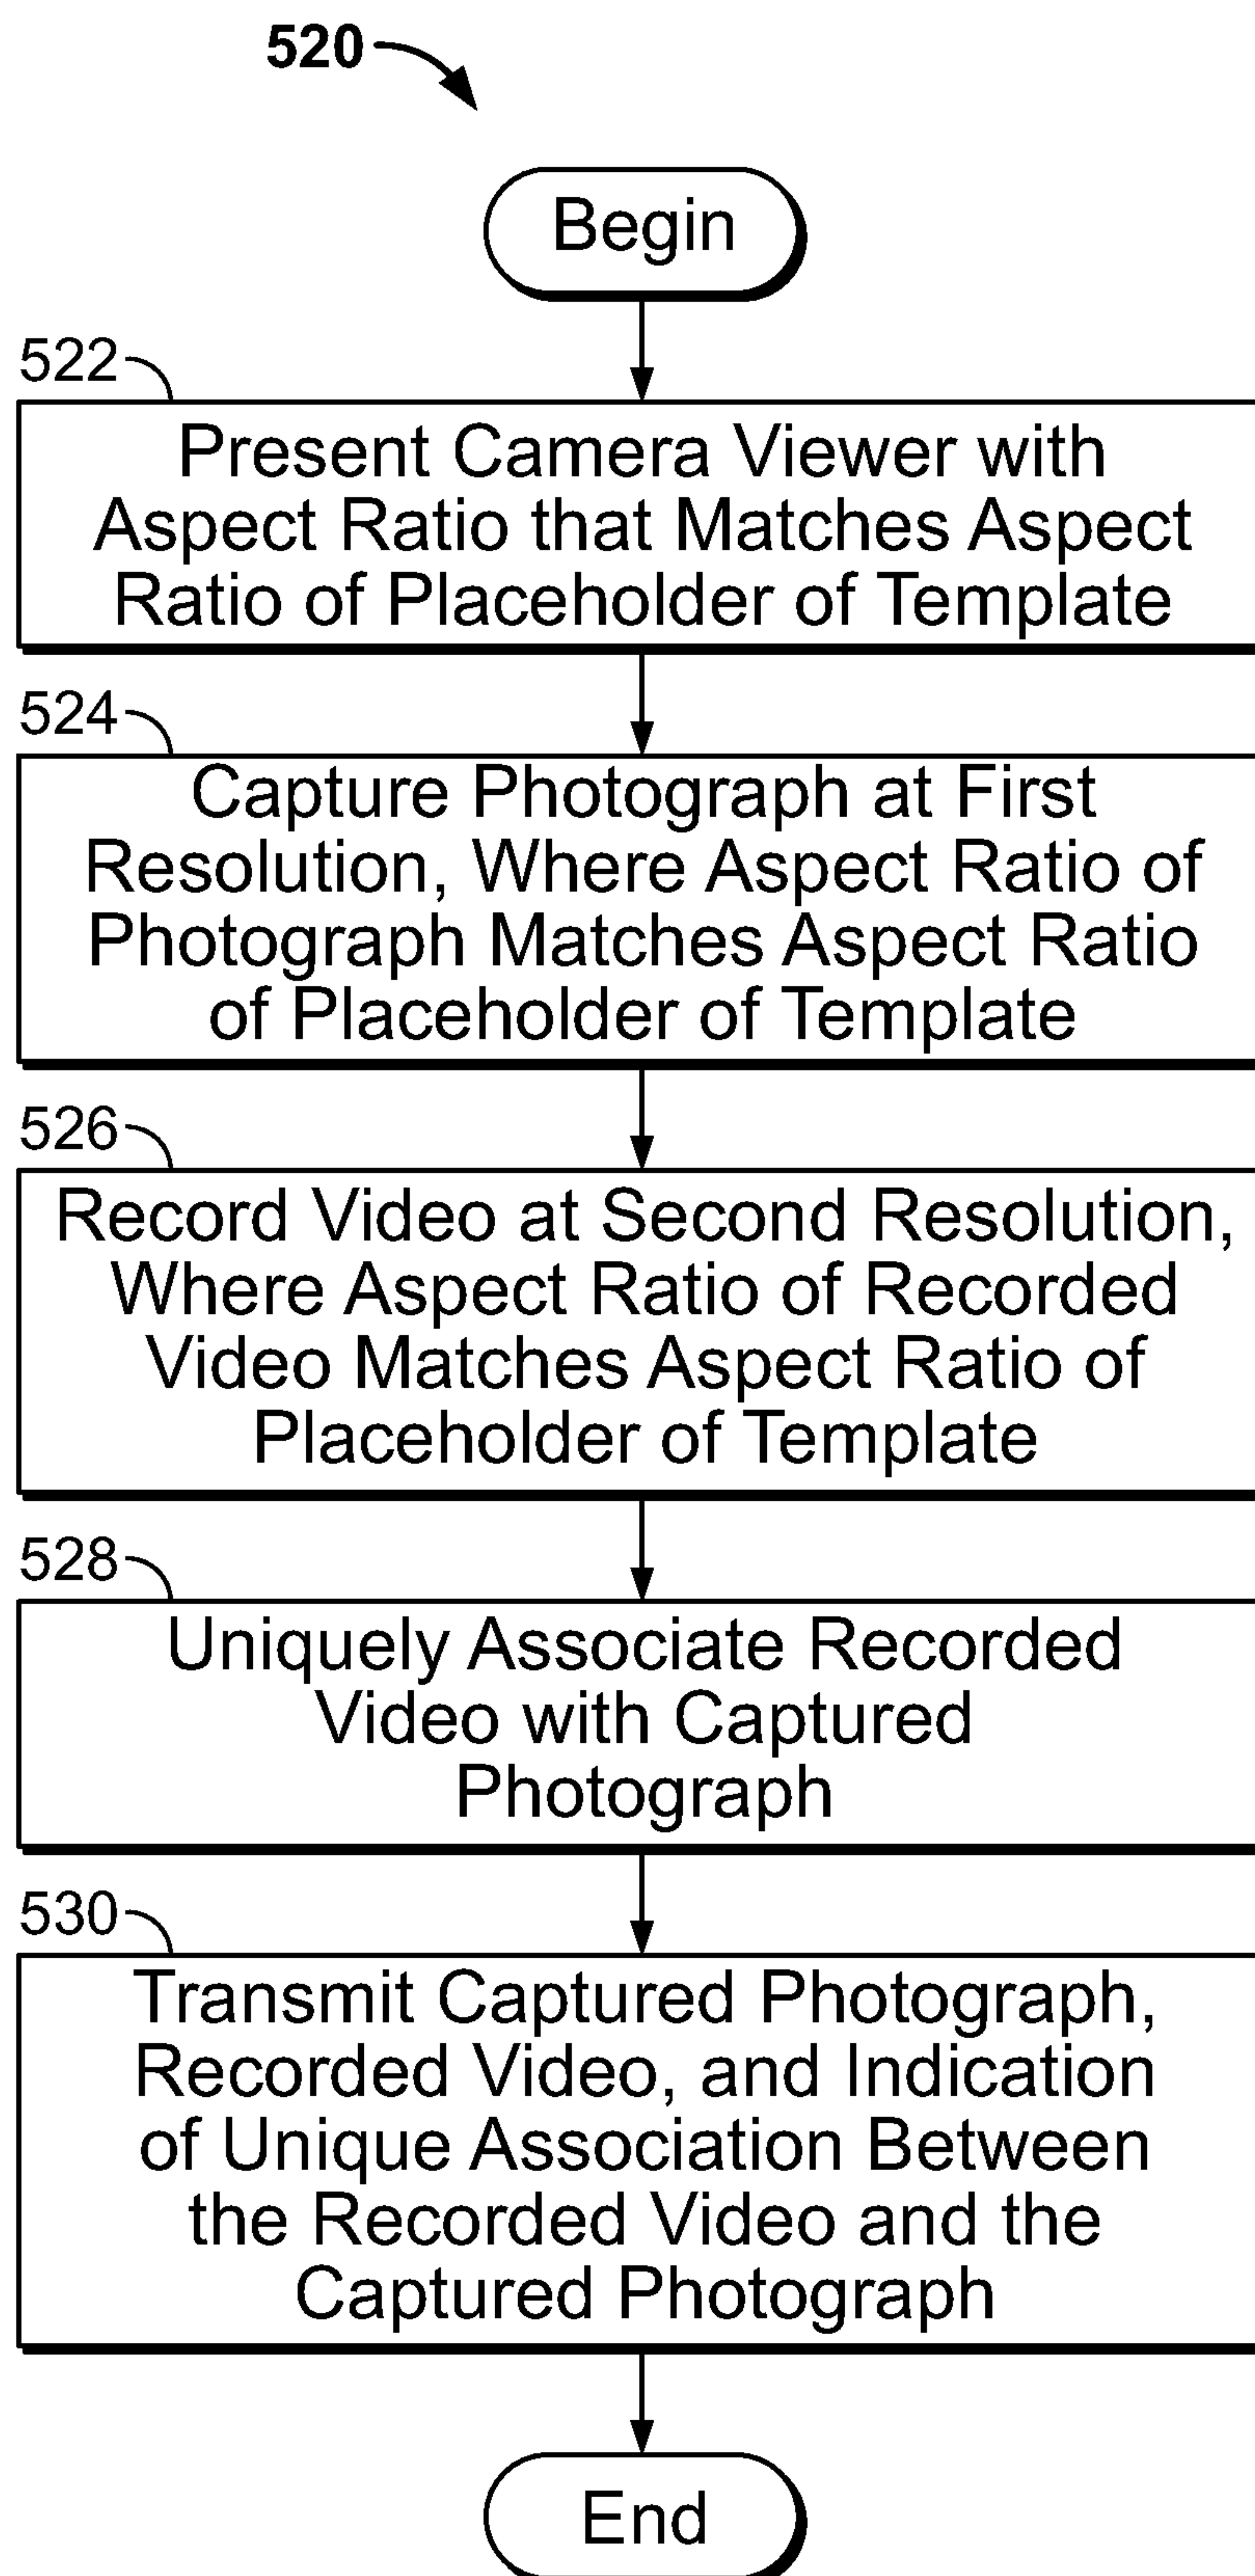 520
Begin
522
Present Camera Viewer with
Aspect Ratio that Matches Aspect
Ratio of Placeholder of Template
524
Capture Photograph at First
Resolution, Where Aspect Ratio of
Photograph Matches Aspect Ratio
of Placeholder of Template
526
Record Video at Second Resolution,
Where Aspect Ratio of Recorded
Video Matches Aspect Ratio of
Placeholder of Template
528
Uniquely Associate Recorded
Video with Captured
Photograph
530
Transmit Captured Photograph,
Recorded Video, and Indication
of Unique Association Between
the Recorded Video and the
Captured Photograph
End